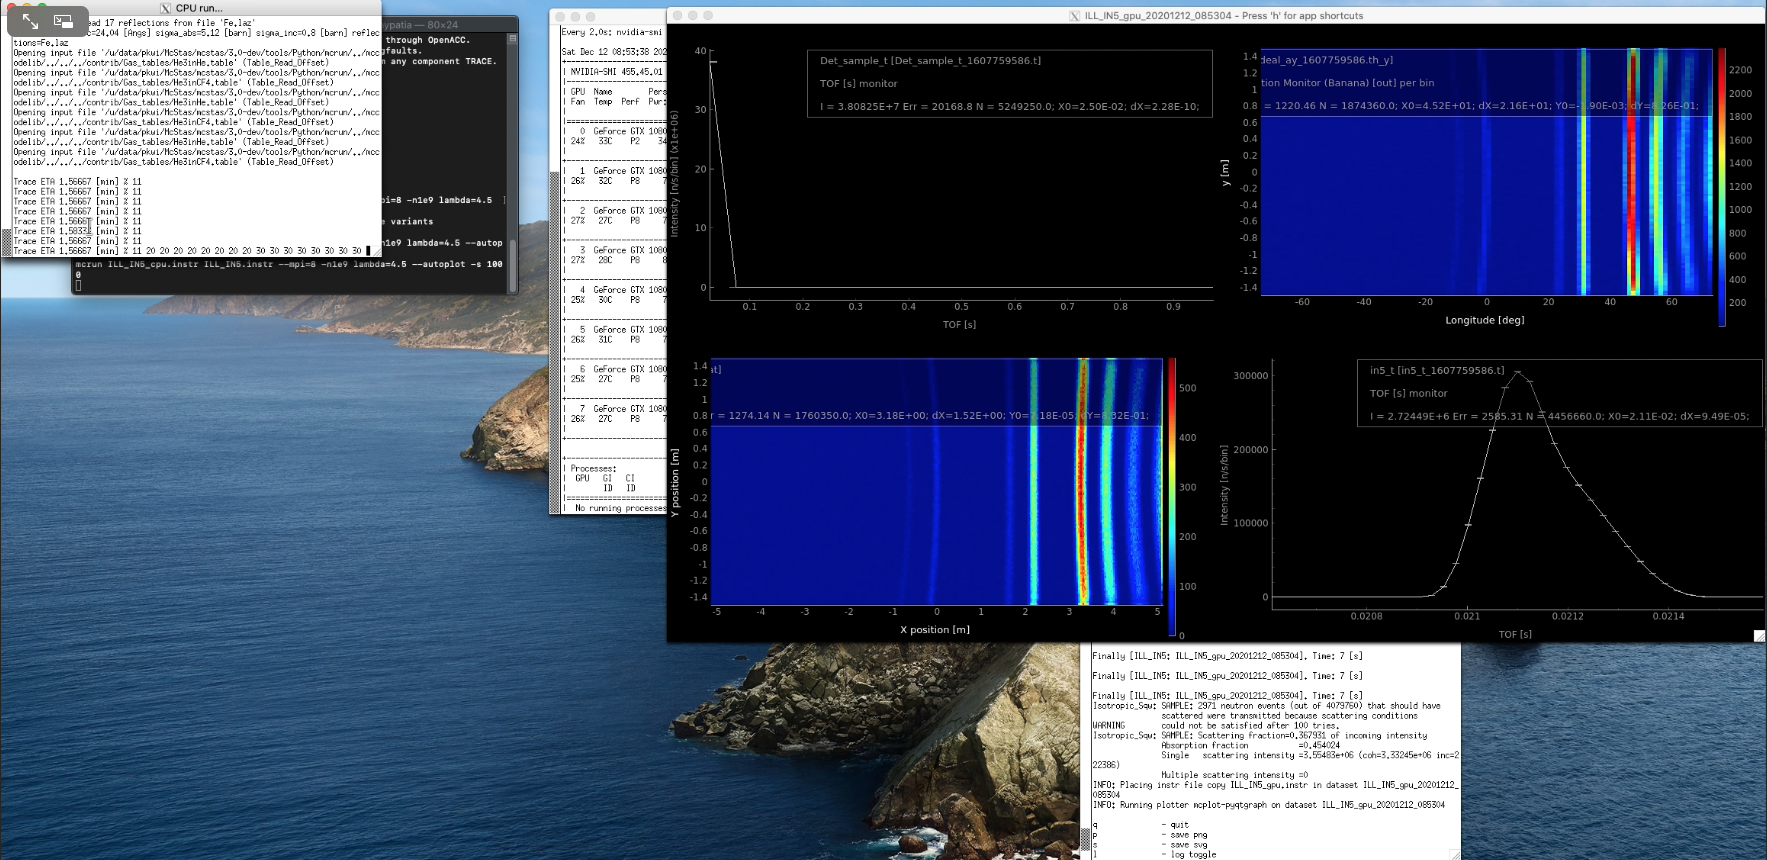 CPU run...
ead 17 reflections from file 'Fe.laz'
c=24.04 [Angs] sigma_abs=5.12 [barn] sigma_inc=0.8 [barn] reflec
tions=Fe.laz
Opening input file '/u/data/pkwi/McStas/mcstas/3.0-dev/tools/Python/mcrun/../mcc
odelib/../../../contrib/Gas_tables/He3inHe.table' (Table_Read_Offset)
Opening input file '/u/data/pkwi/McStas/mcstas/3.0-dev/tools/Python/mcrun/../mcc
odelib/../../../contrib/Gas_tables/He3inCF4.table' (Table_Read_Offset)
Opening input file '/u/data/pkwi/McStas/mcstas/3.0-dev/tools/Python/mcrun/../mcc
odelib/../../../contrib/Gas_tables/He3inHe.table' (Table_Read_Offset)
Opening input file '/u/data/pkwi/McStas/mcstas/3.0-dev/tools/Python/mcrun/../mcc
odelib/../../../contrib/Gas_tables/He3inCF4.table' (Table_Read_Offset)
Opening input file '/u/data/pkwi/McStas/mcstas/3.0-dev/tools/Python/mcrun/../mcc
odelib/../../../contrib/Gas_tables/He3inHe.table' (Table_Read_Offset)
Opening input file '/u/data/pkwi/McStas/mcstas/3.0-dev/tools/Python/mcrun/../mcc
odelib/../../../contrib/Gas_tables/He3inCF4.table' (Table_Read_Offset)
Trace ETA 1.56667 [min] % 11
Trace ETA 1.56667 [min] % 11
Trace ETA 1.56667 [min] % 11
Trace ETA 1.56667 [min] % 11
Trace ETA 1.56667 [min] % 11
Trace ETA 1.58333 [min] % 11
Trace ETA 1.56667 [min] % 11
Trace ETA 1.56667 [min] % 11 20 20 20 20 20 20 20 20 30 30 30 30 30 30 30 30
ypatia — 80×24
through OpenACC.
gfaults.
n any component TRACE.
pi=8 -n1e9 lambda=4.5 ]
e variants
n1e9 lambda=4.5 --autop
mcrun ILL_IN5_cpu.instr ILL_IN5.instr --mpi=8 -n1e9 lambda=4.5 --autoplot -s 100
0
Every 2.0s: nvidia-smi
Sat Dec 12 08:53:38 202
NVIDIA-SMI 455.45.01
GPU Name Pers
Fan Temp Perf Pwr:
0 GeForce GTX 1080
24% 33C P2 34
1 GeForce GTX 1080
26% 32C P8 7
2 GeForce GTX 1080
27% 27C P8 7
3 GeForce GTX 1080
27% 28C P8 8
4 GeForce GTX 1080
25% 30C P8 7
5 GeForce GTX 1080
26% 31C P8 7
6 GeForce GTX 1080
25% 27C P8 7
7 GeForce GTX 1080
26% 27C P8 7
Processes:
GPU GI CI
ID ID
No running processes
ILL_IN5_gpu_20201212_085304 - Press 'h' for app shortcuts
Det_sample_t [Det_sample_t_1607759586.t]
TOF [s] monitor
I = 3.80825E+7 Err = 20168.8 N = 5249250.0; X0=2.50E-02; dX=2.28E-10;
Intensity [n/s/bin] (x1e+06)
40
30
20
10
0
0.1 0.2 0.3 0.4 0.5 0.6 0.7 0.8 0.9
TOF [s]
deal_ay_1607759586.th_y]
tion Monitor (Banana) [out] per bin
= 1220.46 N = 1874360.0; X0=4.52E+01; dX=2.16E+01; Y0=-1.90E-03; dY=8.26E-01;
y [m]
1.4
1.2
1
0.8
0.6
0.4
0.2
0
-0.2
-0.4
-0.6
-0.8
-1
-1.2
-1.4
-60 -40 -20 0 20 40 60
Longitude [deg]
2200
2000
1800
1600
1400
1200
1000
800
600
400
200
at]
r = 1274.14 N = 1760350.0; X0=3.18E+00; dX=1.52E+00; Y0=7.18E-05; dY=8.32E-01;
Y position [m]
1.4
1.2
1
0.8
0.6
0.4
0.2
0
-0.2
-0.4
-0.6
-0.8
-1
-1.2
-1.4
-5 -4 -3 -2 -1 0 1 2 3 4 5
X position [m]
500
400
300
200
100
0
in5_t [in5_t_1607759586.t]
TOF [s] monitor
I = 2.72449E+6 Err = 2585.31 N = 4456660.0; X0=2.11E-02; dX=9.49E-05;
Intensity [n/s/bin]
300000
200000
100000
0
0.0208 0.021 0.0212 0.0214
TOF [s]
Finally [ILL_IN5: ILL_IN5_gpu_20201212_085304]. Time: 7 [s]
Finally [ILL_IN5: ILL_IN5_gpu_20201212_085304]. Time: 7 [s]
Finally [ILL_IN5: ILL_IN5_gpu_20201212_085304]. Time: 7 [s]
Isotropic_Squ: SAMPLE: 2971 neutron events (out of 4079760) that should have
scattered were transmitted because scattering conditions
WARNING could not be satisfied after 100 tries.
Isotropic_Squ: SAMPLE: Scattering fraction=0.367931 of incoming intensity
Absorption fraction =0.454024
Single scattering intensity =3.55483e+06 (coh=3.33245e+06 inc=2
22386)
Multiple scattering intensity =0
INFO: Placing instr file copy ILL_IN5_gpu.instr in dataset ILL_IN5_gpu_20201212_
085304
INFO: Running plotter mcplot-pyqtgraph on dataset ILL_IN5_gpu_20201212_085304
q - quit
p - save png
s - save svg
l - log toggle